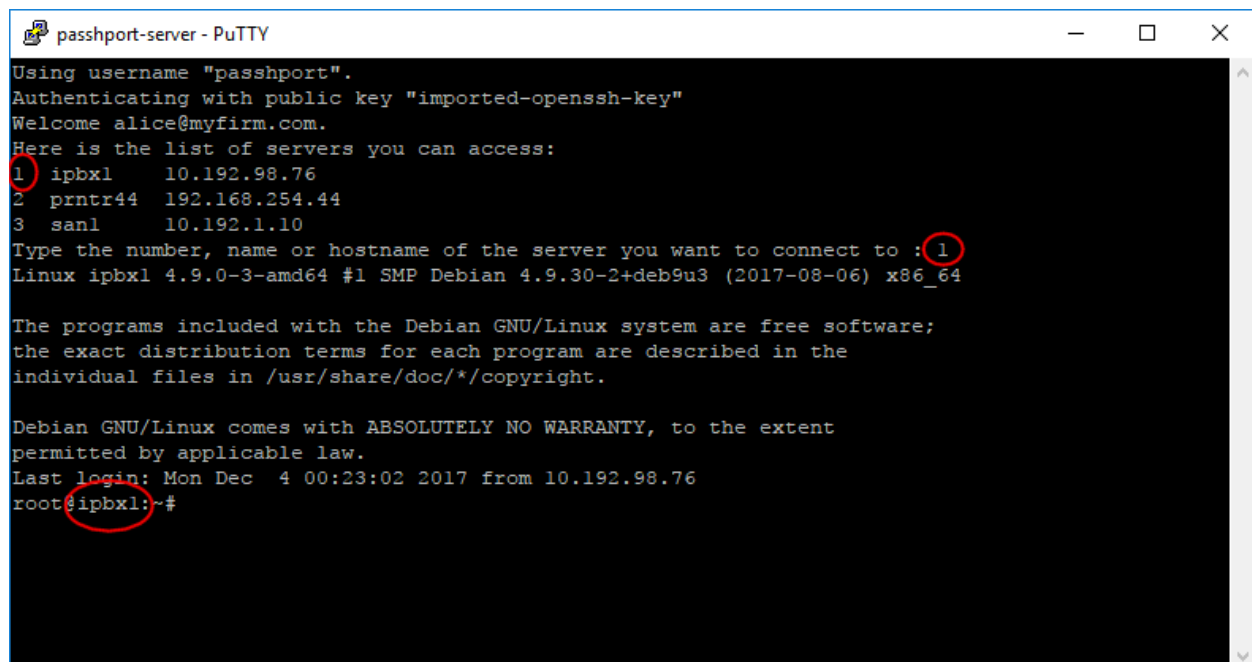 passhport-server - PuTTY
Using username "passhport".
Authenticating with public key "imported-openssh-key"
Welcome alice@myfirm.com.
Here is the list of servers you can access:
1  ipbx1    10.192.98.76
2  prntr44  192.168.254.44
3  san1     10.192.1.10
Type the number, name or hostname of the server you want to connect to : 1
Linux ipbx1 4.9.0-3-amd64 #1 SMP Debian 4.9.30-2+deb9u3 (2017-08-06) x86_64
The programs included with the Debian GNU/Linux system are free software;
the exact distribution terms for each program are described in the
individual files in /usr/share/doc/*/copyright.
Debian GNU/Linux comes with ABSOLUTELY NO WARRANTY, to the extent
permitted by applicable law.
Last login: Mon Dec  4 00:23:02 2017 from 10.192.98.76
root@ipbx1:~#